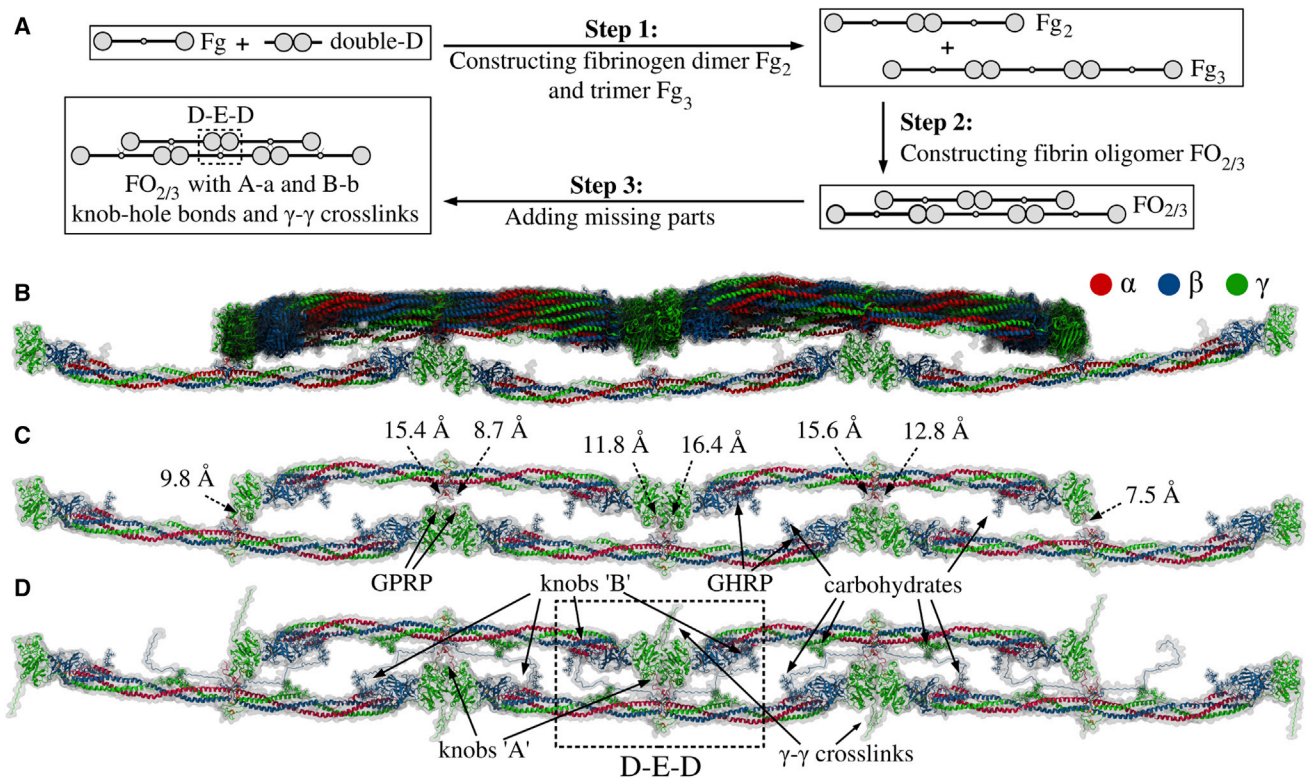 A
Fg + double-D
Step 1:
Constructing fibrinogen dimer Fg2
and trimer Fg3
Fg2
+
Fg3
Step 2:
Constructing fibrin oligomer FO2/3
FO2/3
Step 3:
Adding missing parts
D-E-D
FO2/3 with A-a and B-b
knob-hole bonds and γ-γ crosslinks
B
α β γ
C
9.8 Å
15.4 Å
8.7 Å
11.8 Å
16.4 Å
15.6 Å
12.8 Å
7.5 Å
GPRP
knobs 'B'
GHRP
carbohydrates
D
knobs 'A'
D-E-D
γ-γ crosslinks